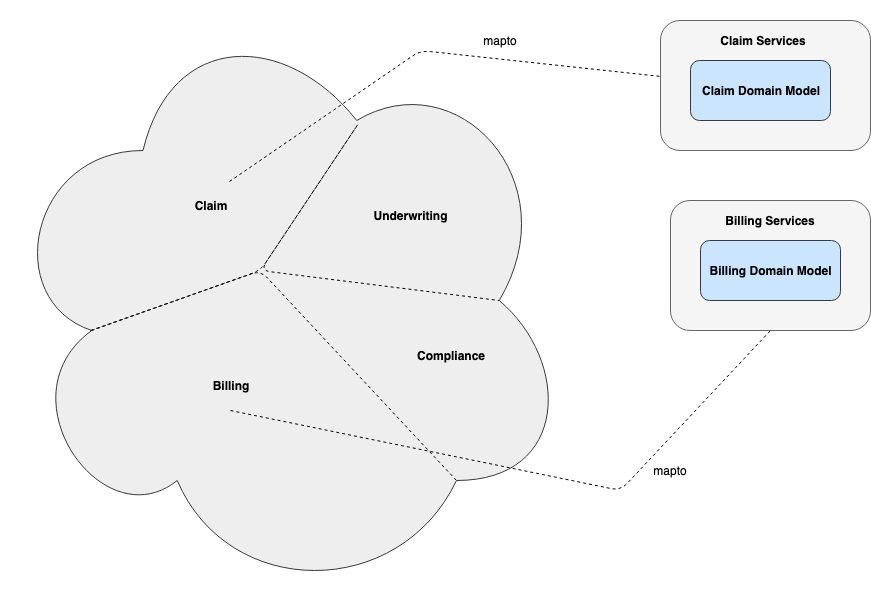 mapto
Claim Services
Claim Domain Model
Claim
Underwriting
Billing Services
Billing Domain Model
Compliance
Billing
mapto